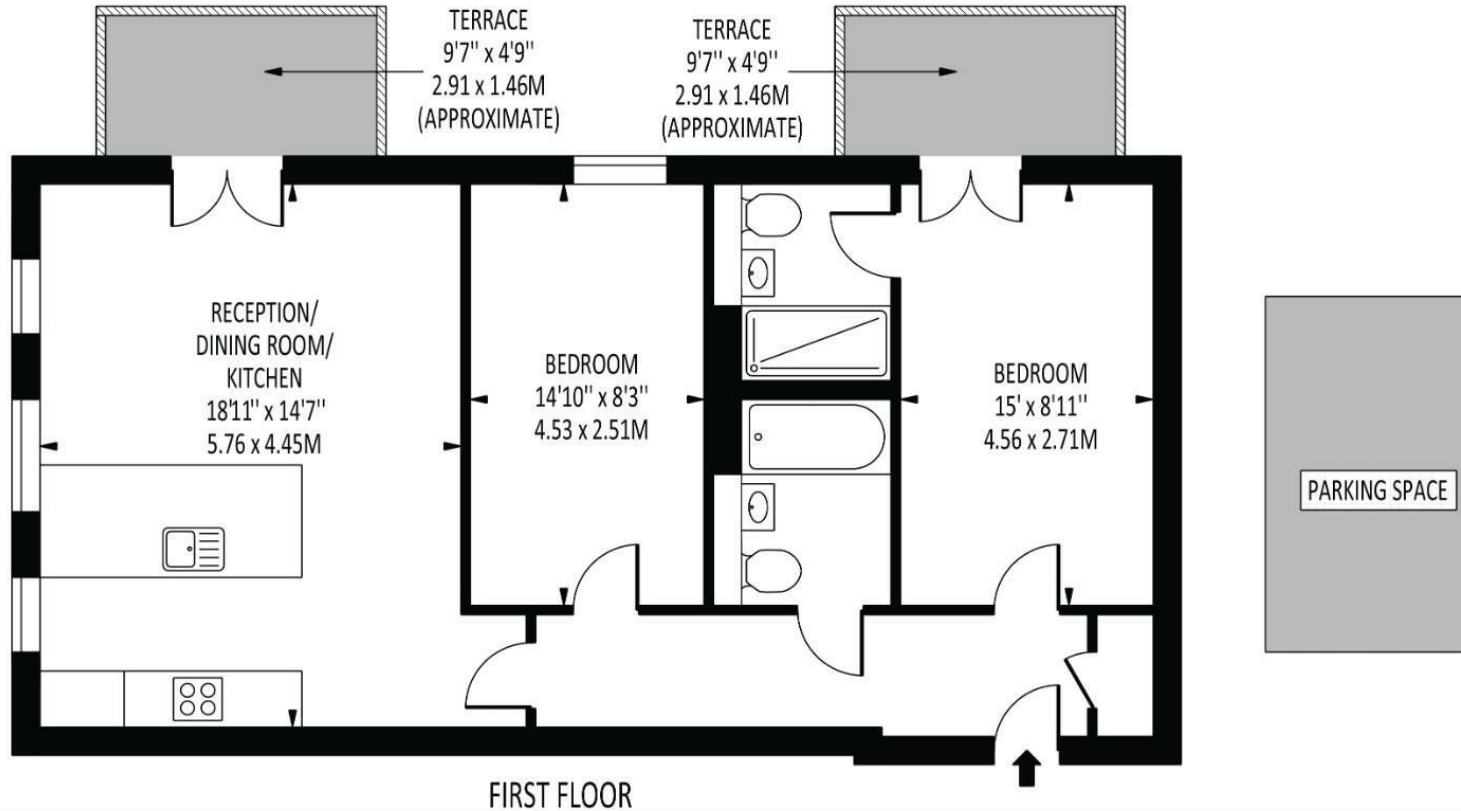 TERRACE
9'7'' x 4'9''
2.91 x 1.46M
(APPROXIMATE)
TERRACE
9'7'' x 4'9''
2.91 x 1.46M
(APPROXIMATE)
RECEPTION/
DINING ROOM/
KITCHEN
18'11'' x 14'7''
5.76 x 4.45M
BEDROOM
14'10'' x 8'3''
4.53 x 2.51M
BEDROOM
15' x 8'11''
4.56 x 2.71M
PARKING SPACE
FIRST FLOOR